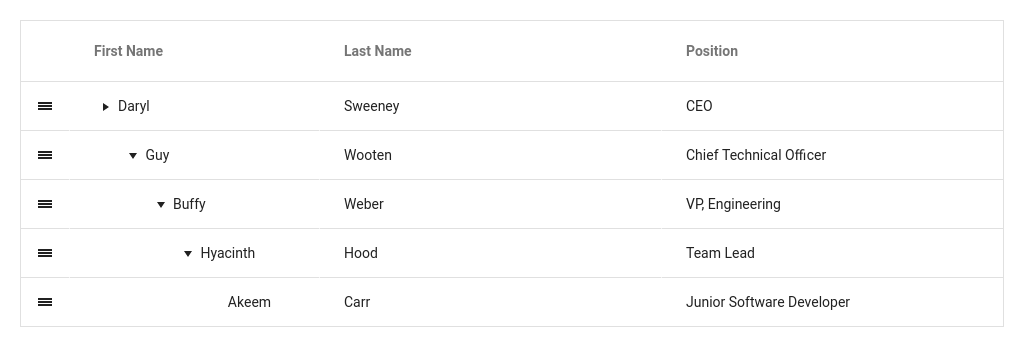 First Name Last Name Position
Daryl Sweeney CEO
Guy Wooten Chief Technical Officer
Buffy Weber VP, Engineering
Hyacinth Hood Team Lead
Akeem Carr Junior Software Developer